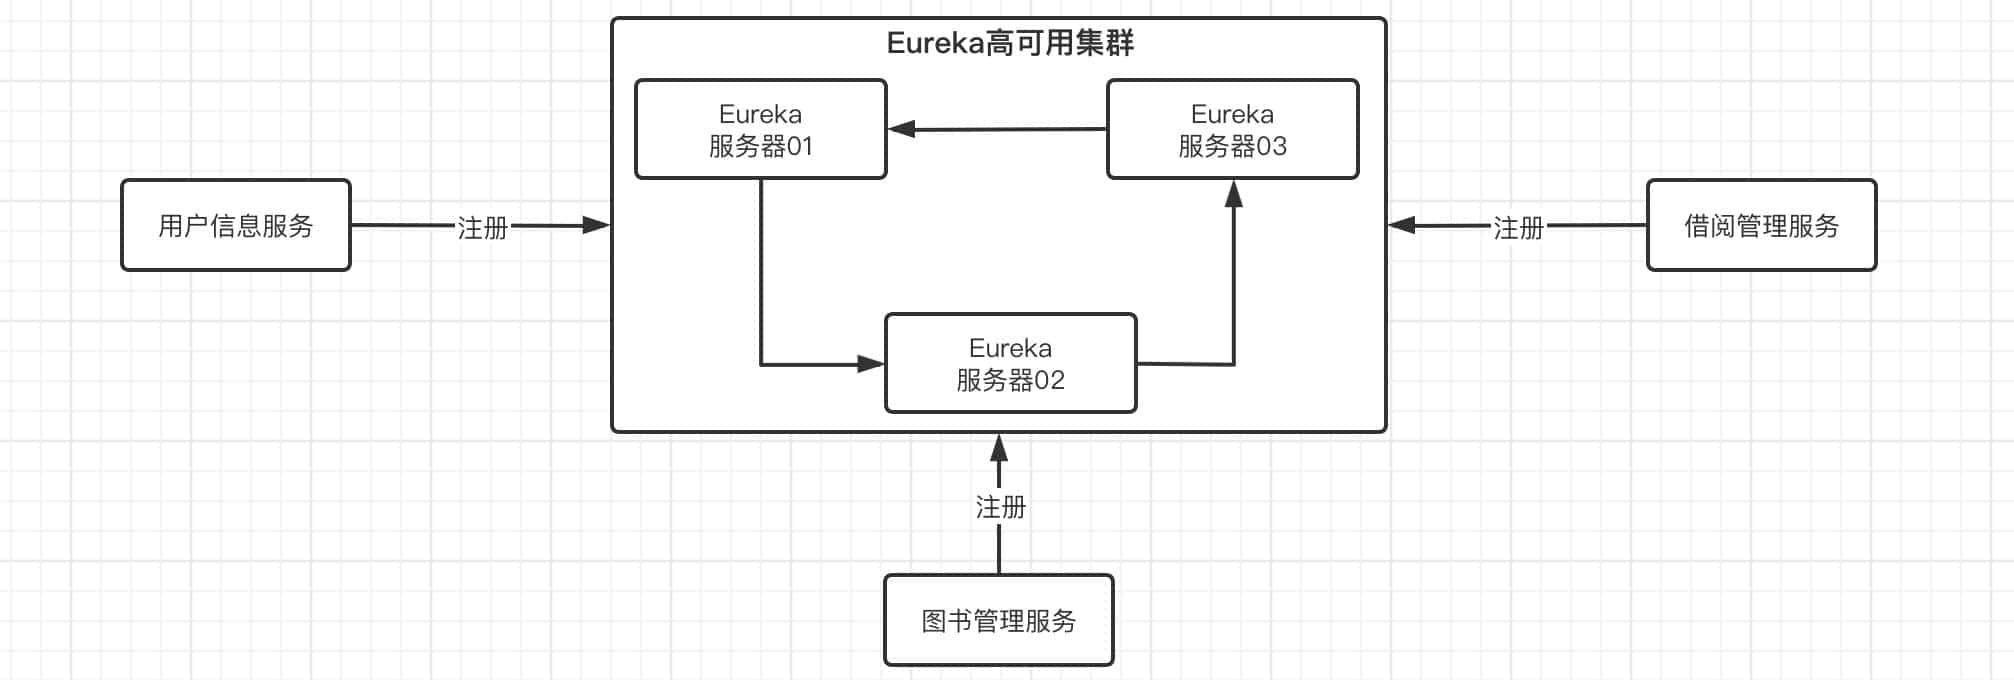 Eureka高可用集群
Eureka
服务器01
Eureka
服务器03
用户信息服务
注册
注册
借阅管理服务
Eureka
服务器02
注册
图书管理服务